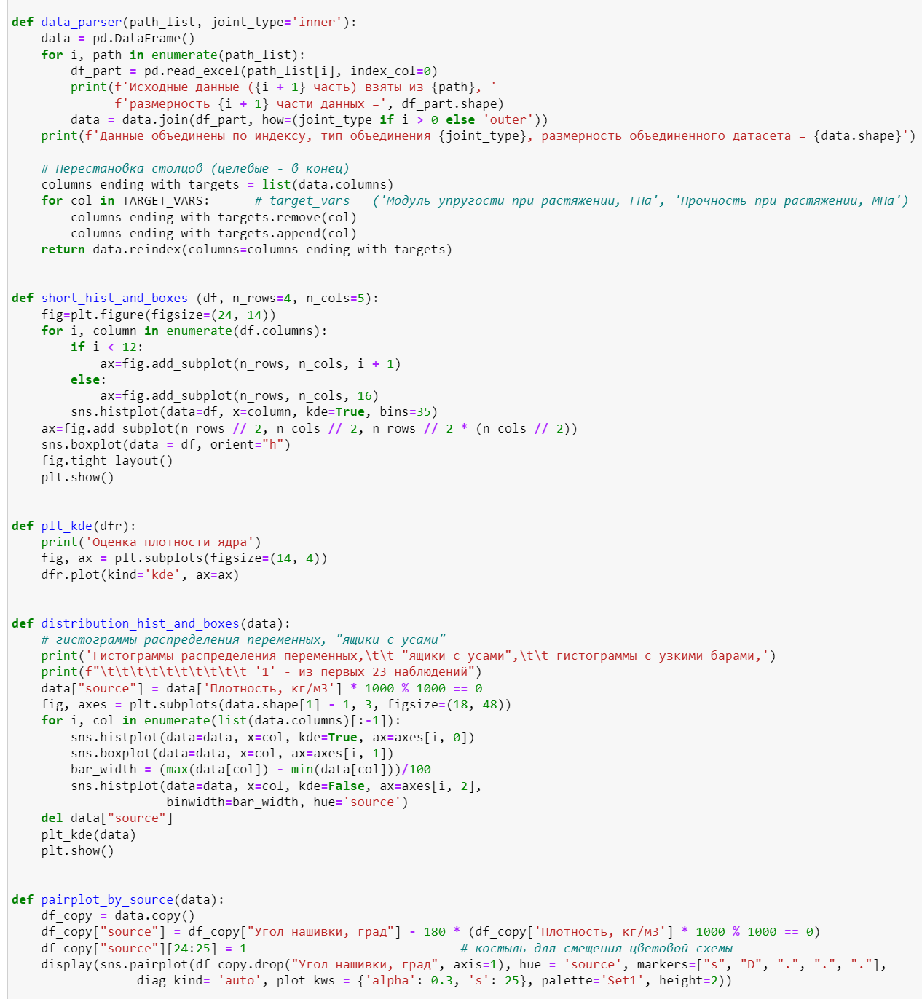 def data_parser(path_list, joint_type='inner'):
    data = pd.DataFrame()
    for i, path in enumerate(path_list):
        df_part = pd.read_excel(path_list[i], index_col=0)
        print(f'Исходные данные ({i + 1} часть) взяты из {path}, '
              f'размерность {i + 1} части данных =', df_part.shape)
        data = data.join(df_part, how=(joint_type if i > 0 else 'outer'))
    print(f'Данные объединены по индексу, тип объединения {joint_type}, размерность объединенного датасета = {data.shape}')
    # Перестановка столцов (целевые - в конец)
    columns_ending_with_targets = list(data.columns)
    for col in TARGET_VARS:      # target_vars = ('Модуль упругости при растяжении, ГПа', 'Прочность при растяжении, МПа')
        columns_ending_with_targets.remove(col)
        columns_ending_with_targets.append(col)
    return data.reindex(columns=columns_ending_with_targets)
def short_hist_and_boxes (df, n_rows=4, n_cols=5):
    fig=plt.figure(figsize=(24, 14))
    for i, column in enumerate(df.columns):
        if i < 12:
            ax=fig.add_subplot(n_rows, n_cols, i + 1)
        else:
            ax=fig.add_subplot(n_rows, n_cols, 16)
        sns.histplot(data=df, x=column, kde=True, bins=35)
    ax=fig.add_subplot(n_rows // 2, n_cols // 2, n_rows // 2 * (n_cols // 2))
    sns.boxplot(data = df, orient="h")
    fig.tight_layout()
    plt.show()
def plt_kde(dfr):
    print('Оценка плотности ядра')
    fig, ax = plt.subplots(figsize=(14, 4))
    dfr.plot(kind='kde', ax=ax)
def distribution_hist_and_boxes(data):
    # гистограммы распределения переменных, "ящики с усами"
    print('Гистограммы распределения переменных,\t\t "ящики с усами",\t\t гистограммы с узкими барами,')
    print(f"\t\t\t\t\t\t\t\t\t\t '1' - из первых 23 наблюдений")
    data["source"] = data['Плотность, кг/м3'] * 1000 % 1000 == 0
    fig, axes = plt.subplots(data.shape[1] - 1, 3, figsize=(18, 48))
    for i, col in enumerate(list(data.columns)[:-1]):
        sns.histplot(data=data, x=col, kde=True, ax=axes[i, 0])
        sns.boxplot(data=data, x=col, ax=axes[i, 1])
        bar_width = (max(data[col]) - min(data[col]))/100
        sns.histplot(data=data, x=col, kde=False, ax=axes[i, 2],
                     binwidth=bar_width, hue='source')
    del data["source"]
    plt_kde(data)
    plt.show()
def pairplot_by_source(data):
    df_copy = data.copy()
    df_copy["source"] = df_copy["Угол нашивки, град"] - 180 * (df_copy['Плотность, кг/м3'] * 1000 % 1000 == 0)
    df_copy["source"][24:25] = 1                             # костыль для смещения цветовой схемы
    display(sns.pairplot(df_copy.drop("Угол нашивки, град", axis=1), hue = 'source', markers=["s", "D", ".", ".", "."],
                 diag_kind= 'auto', plot_kws = {'alpha': 0.3, 's': 25}, palette='Set1', height=2))